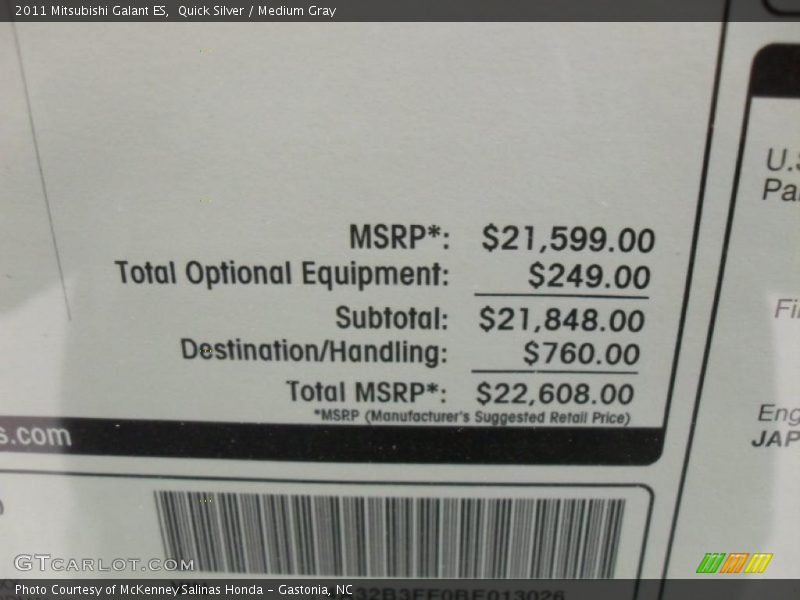 2011 Mitsubishi Galant ES,  Quick Silver / Medium Gray
U.S
Pa
MSRP*: $21,599.00
Total Optional Equipment: $249.00
Subtotal: $21,848.00
Fi
Destination/Handling: $760.00
Total MSRP*: $22,608.00
*MSRP (Manufacturer's Suggested Retail Price)
Eng
JAP
s.com
GTCARLOT.COM
Photo Courtesy of McKenney Salinas Honda - Gastonia, NC